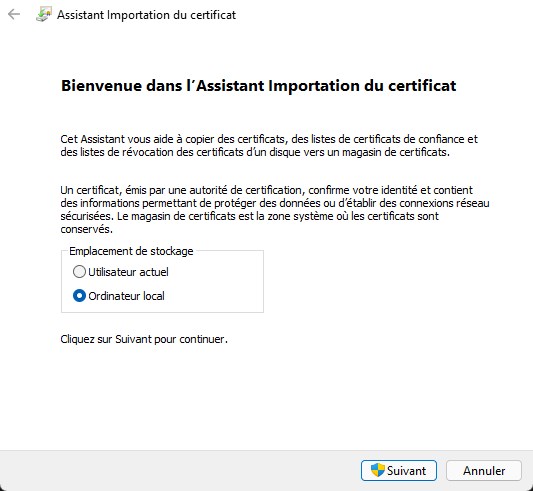 Assistant Importation du certificat
Bienvenue dans l’Assistant Importation du certificat
Cet Assistant vous aide à copier des certificats, des listes de certificats de confiance et
des listes de révocation des certificats d’un disque vers un magasin de certificats.
Un certificat, émis par une autorité de certification, confirme votre identité et contient
des informations permettant de protéger des données ou d’établir des connexions réseau
sécurisées. Le magasin de certificats est la zone système où les certificats sont
conservés.
Emplacement de stockage
Utilisateur actuel
Ordinateur local
Cliquez sur Suivant pour continuer.
Suivant
Annuler